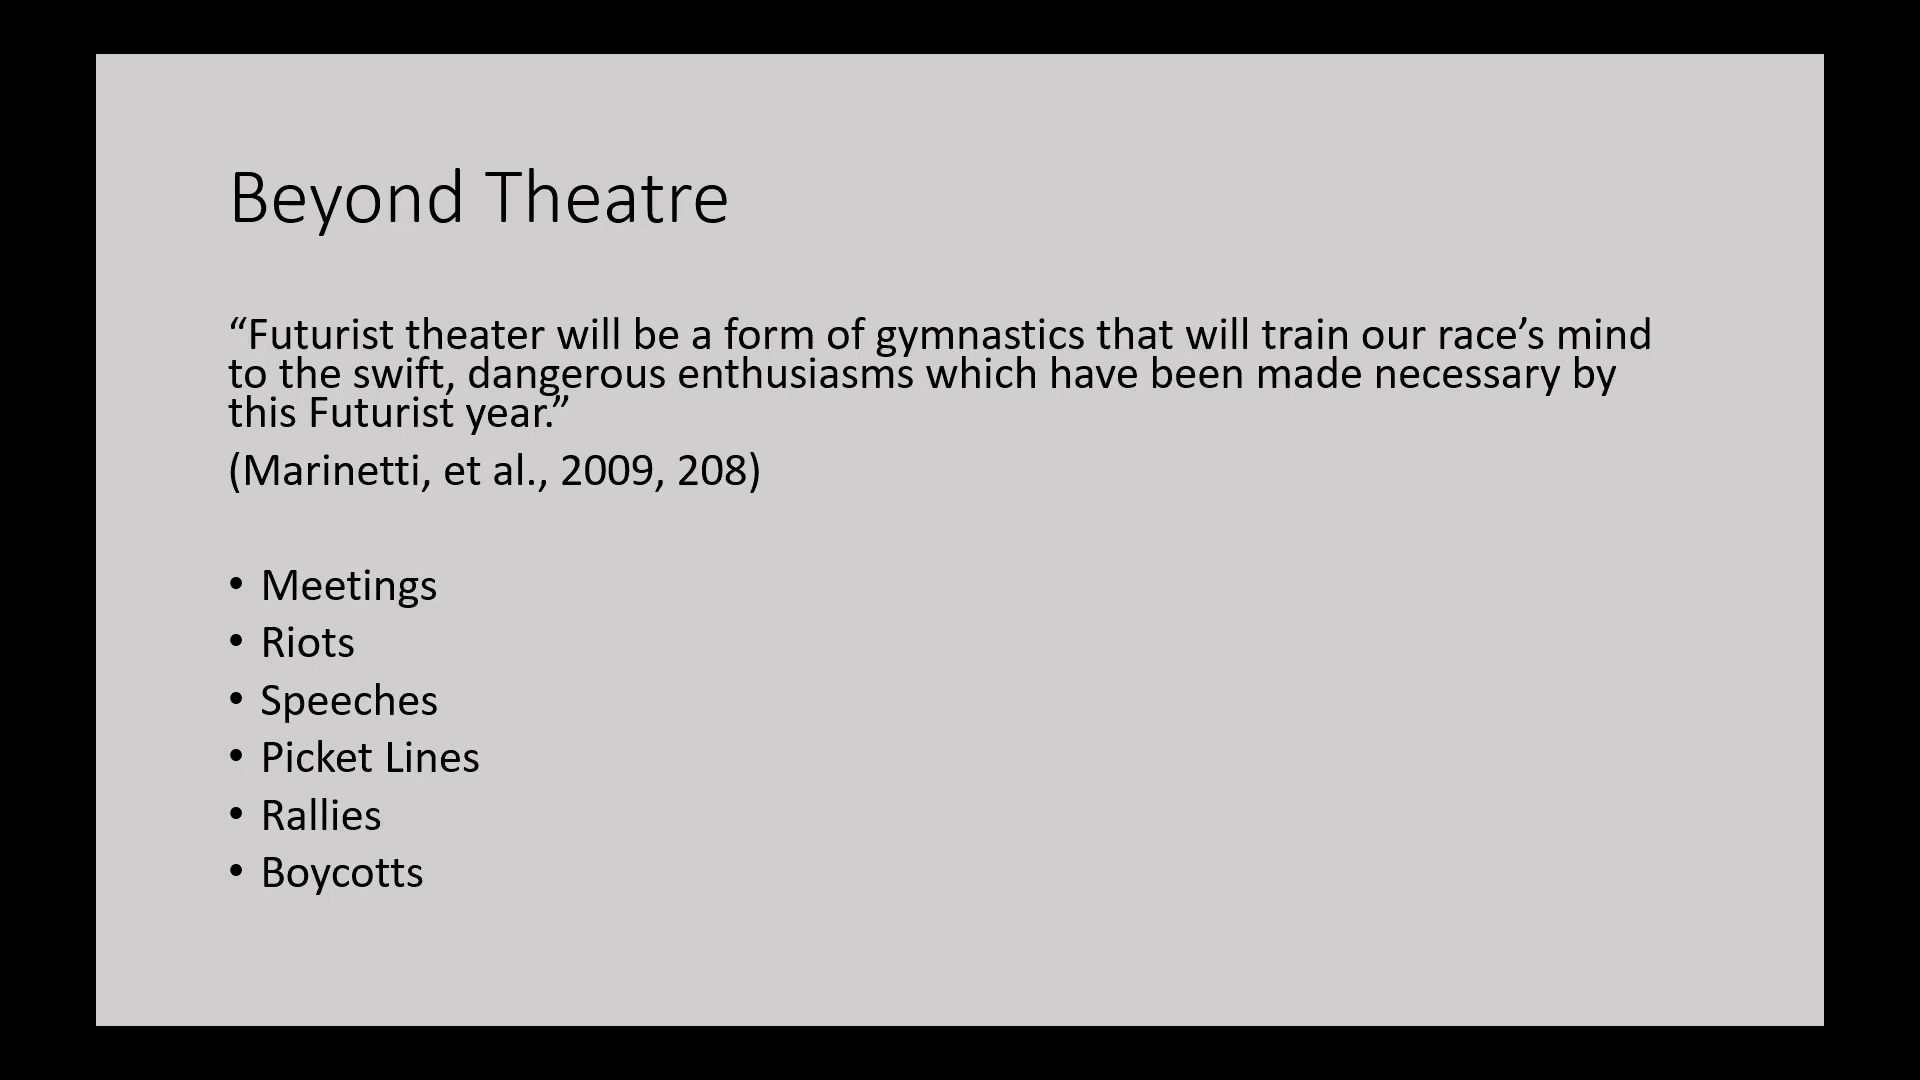 Beyond Theatre
“Futurist theater will be a form of gymnastics that will train our race’s mind
to the swift, dangerous enthusiasms which have been made necessary by
this Futurist year.”
(Marinetti, et al., 2009, 208)
• Meetings
• Riots
• Speeches
• Picket Lines
• Rallies
• Boycotts